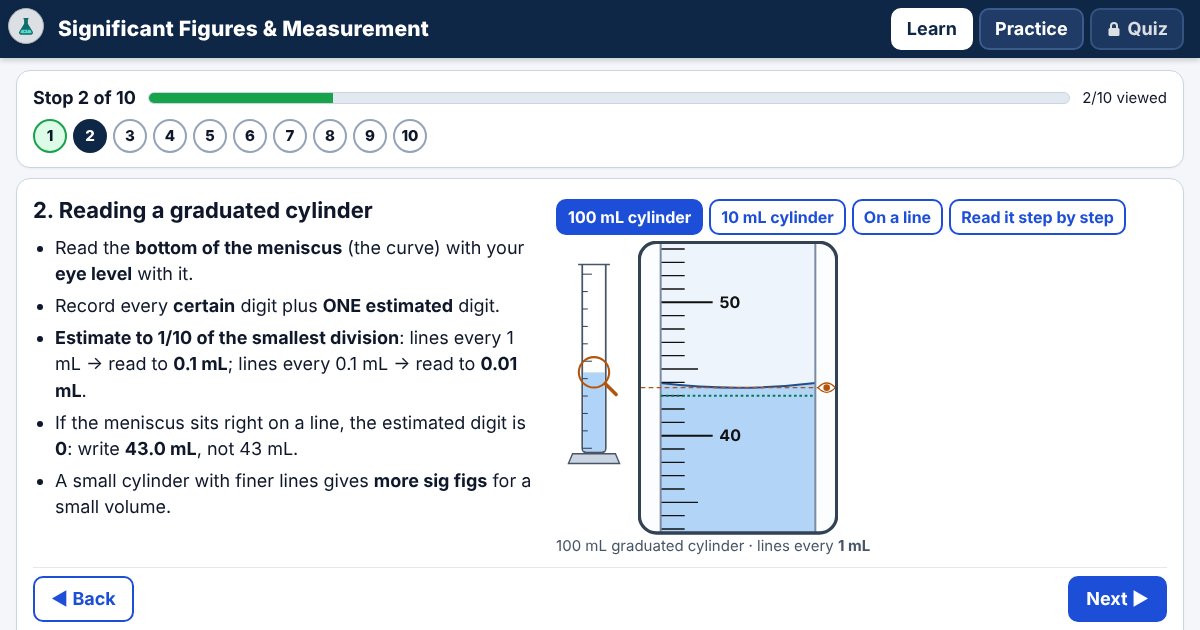 Significant Figures & Measurement
Learn
Practice
Quiz
Stop 2 of 10
2/10 viewed
1 2 3 4 5 6 7 8 9 10
2. Reading a graduated cylinder
• Read the bottom of the meniscus (the curve) with your
eye level with it.
• Record every certain digit plus ONE estimated digit.
• Estimate to 1/10 of the smallest division: lines every 1
mL → read to 0.1 mL; lines every 0.1 mL → read to 0.01
mL.
• If the meniscus sits right on a line, the estimated digit is
0: write 43.0 mL, not 43 mL.
• A small cylinder with finer lines gives more sig figs for a
small volume.
100 mL cylinder
10 mL cylinder
On a line
Read it step by step
50
40
100 mL graduated cylinder · lines every 1 mL
◀ Back
Next ▶